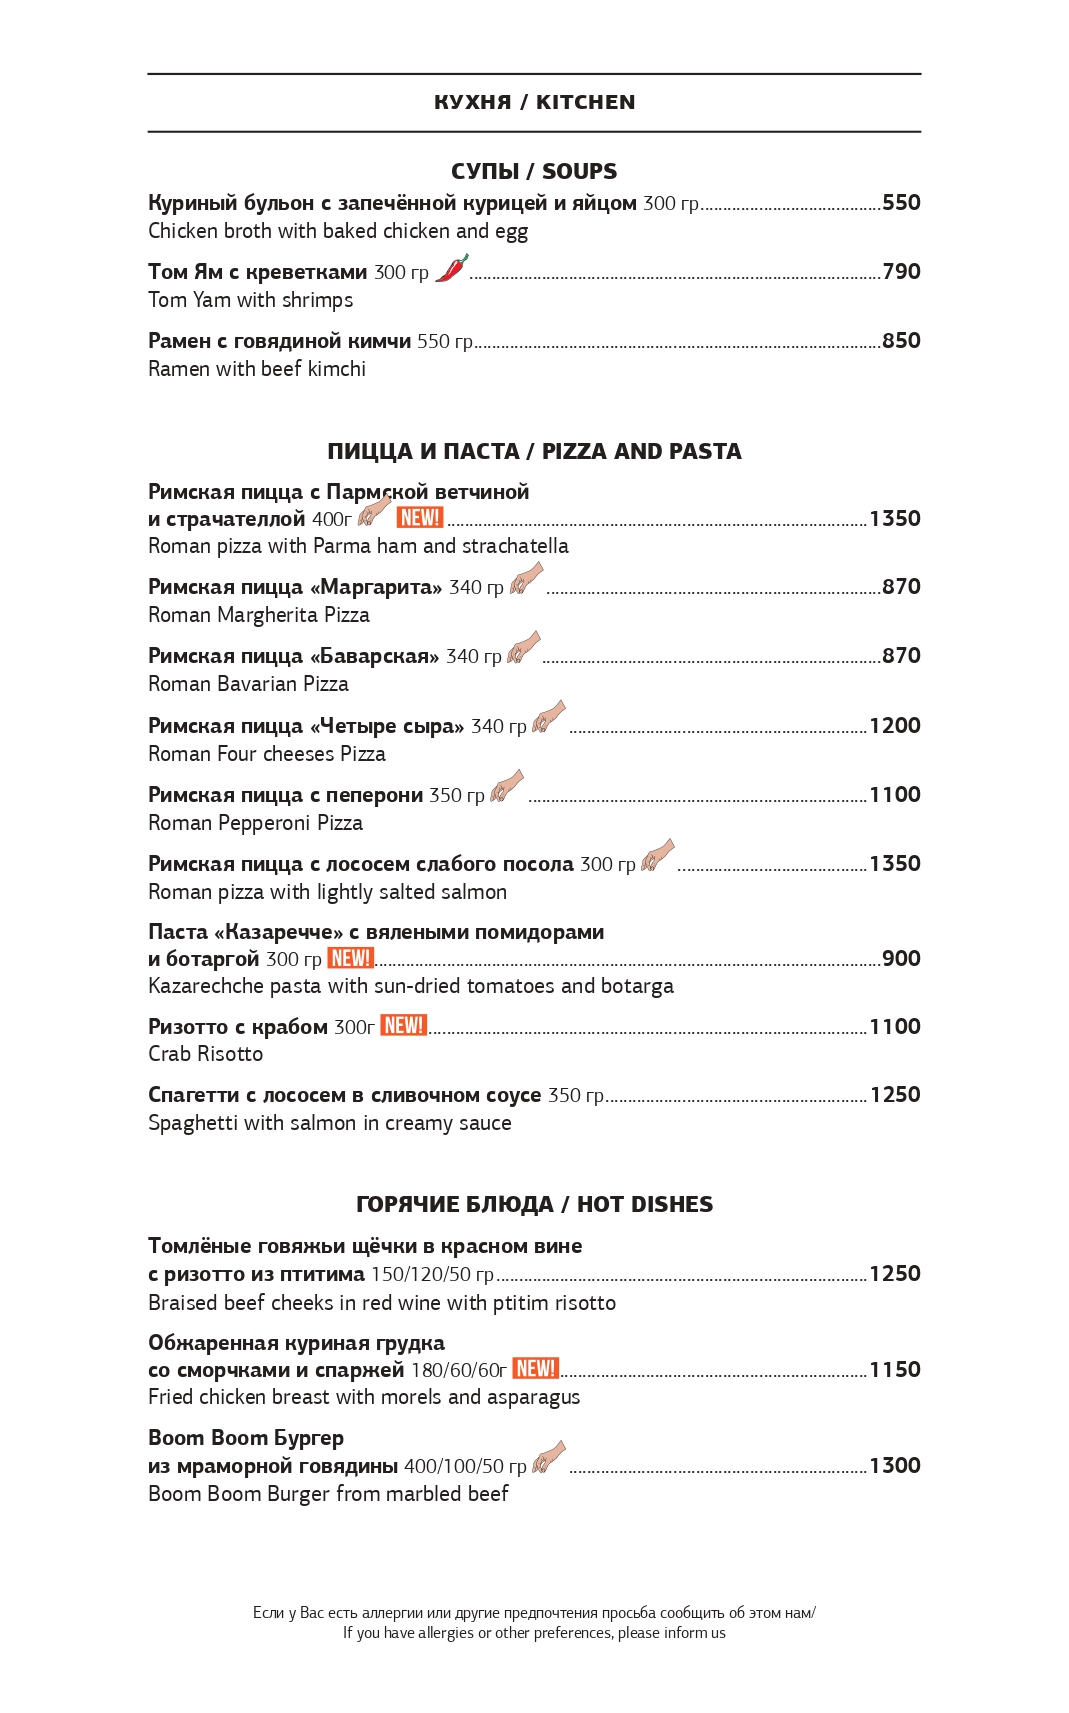 КУХНЯ / KITCHEN
СУПЫ / SOUPS
Куриный бульон с запечённой курицей и яйцом 300 гр........................................550
Chicken broth with baked chicken and egg
Том Ям с креветками 300 гр ........................................790
Tom Yam with shrimps
Рамен с говядиной кимчи 550 гр........................................850
Ramen with beef kimchi
ПИЦЦА И ПАСТА / PIZZA AND PASTA
Римская пицца с Пармской ветчиной
и страчателлой 400г NEW! ........................................1350
Roman pizza with Parma ham and strachatella
Римская пицца «Маргарита» 340 гр ........................................870
Roman Margherita Pizza
Римская пицца «Баварская» 340 гр ........................................870
Roman Bavarian Pizza
Римская пицца «Четыре сыра» 340 гр ........................................1200
Roman Four cheeses Pizza
Римская пицца с пеперони 350 гр ........................................1100
Roman Pepperoni Pizza
Римская пицца с лососем слабого посола 300 гр ........................................1350
Roman pizza with lightly salted salmon
Паста «Казаречче» с вялеными помидорами
и ботаргой 300 гр NEW!........................................900
Kazarechche pasta with sun-dried tomatoes and botarga
Ризотто с крабом 300г NEW!........................................1100
Crab Risotto
Спагетти с лососем в сливочном соусе 350 гр........................................1250
Spaghetti with salmon in creamy sauce
ГОРЯЧИЕ БЛЮДА / HOT DISHES
Томлёные говяжьи щёчки в красном вине
с ризотто из птитима 150/120/50 гр........................................1250
Braised beef cheeks in red wine with ptitim risotto
Обжаренная куриная грудка
со сморчками и спаржей 180/60/60г NEW!........................................1150
Fried chicken breast with morels and asparagus
Boom Boom Бургер
из мраморной говядины 400/100/50 гр ........................................1300
Boom Boom Burger from marbled beef
Если у Вас есть аллергии или другие предпочтения просьба сообщить об этом нам/
If you have allergies or other preferences, please inform us